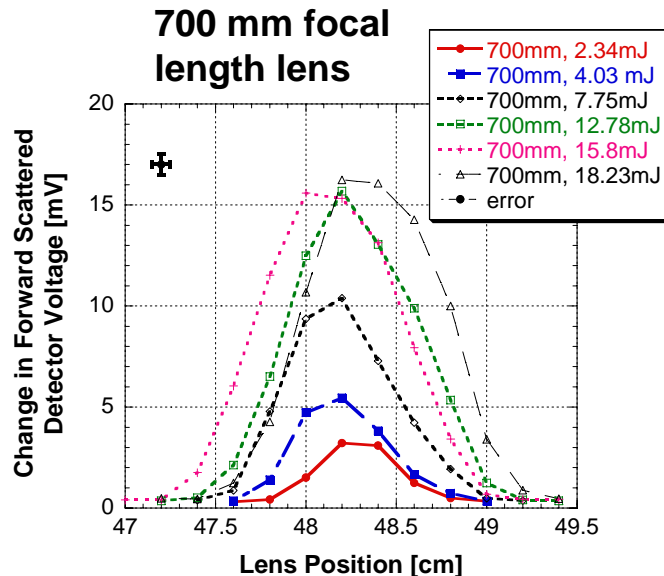 700 mm focal
length lens
700mm, 2.34mJ
700mm, 4.03 mJ
700mm, 7.75mJ
700mm, 12.78mJ
700mm, 15.8mJ
700mm, 18.23mJ
error
Change in Forward Scattered
Detector Voltage [mV]
20
15
10
5
0
47
47.5
48
48.5
49
49.5
Lens Position [cm]